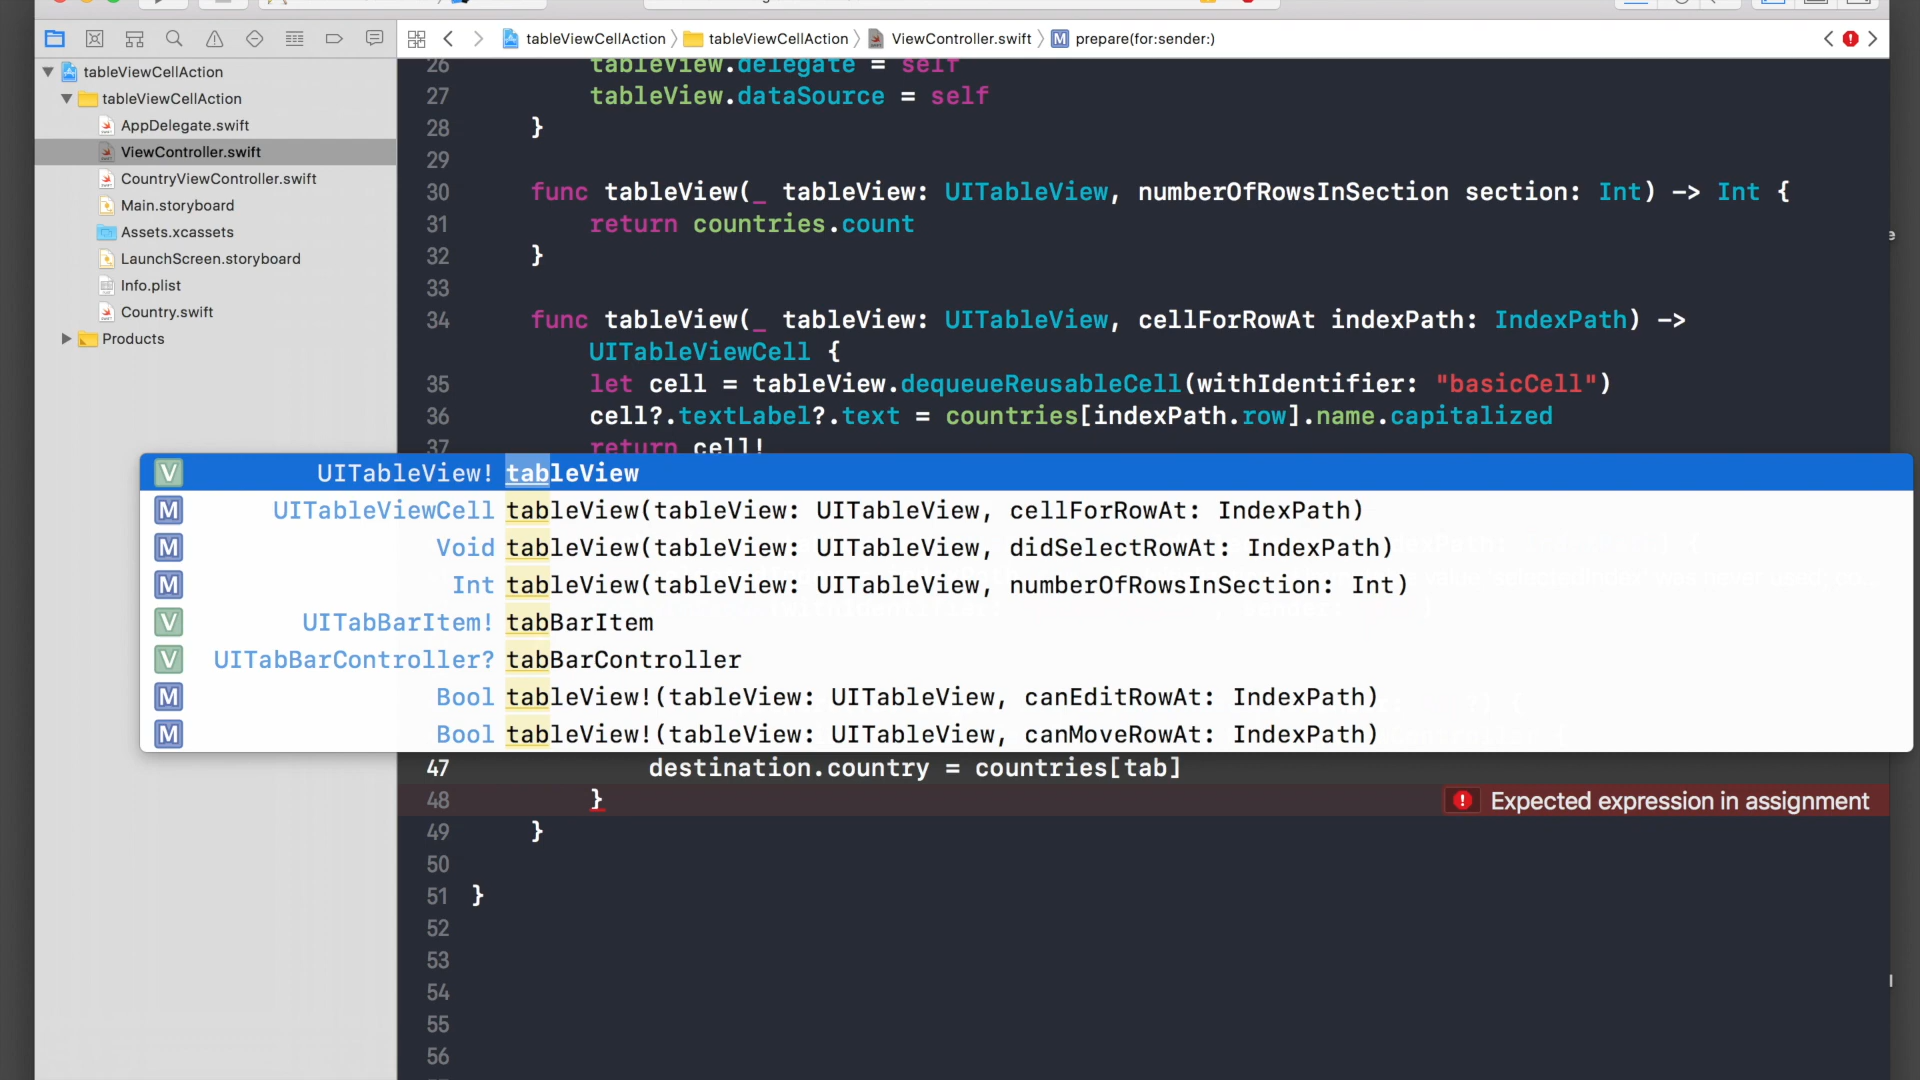 tableViewCellAction
tableViewCellAction
ViewController.swift
prepare(for:sender:)
tableViewCellAction
tableViewCellAction
AppDelegate.swift
ViewController.swift
CountryViewController.swift
Main.storyboard
Assets.xcassets
LaunchScreen.storyboard
Info.plist
Country.swift
Products
26 tableView.delegate = self
27 tableView.dataSource = self
28 }
29
30 func tableView(_ tableView: UITableView, numberOfRowsInSection section: Int) -> Int {
31 return countries.count
32 }
33
34 func tableView(_ tableView: UITableView, cellForRowAt indexPath: IndexPath) ->
UITableViewCell {
35 let cell = tableView.dequeueReusableCell(withIdentifier: "basicCell")
36 cell?.textLabel?.text = countries[indexPath.row].name.capitalized
37 return cell!
V UITableView! tableView
M UITableViewCell tableView(tableView: UITableView, cellForRowAt: IndexPath)
M Void tableView(tableView: UITableView, didSelectRowAt: IndexPath)
M Int tableView(tableView: UITableView, numberOfRowsInSection: Int)
V UITabBarItem! tabBarItem
V UITabBarController? tabBarController
M Bool tableView!(tableView: UITableView, canEditRowAt: IndexPath)
M Bool tableView!(tableView: UITableView, canMoveRowAt: IndexPath)
47 destination.country = countries[tab]
48 } Expected expression in assignment
49 }
50
51 }
52
53
54
55
56